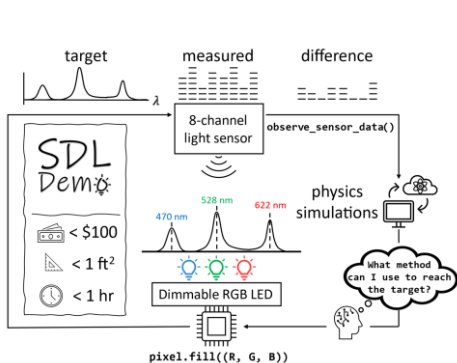 target
measured
difference
λ
8-channel
light sensor
observe_sensor_data()
SDL
Demo
< $100
< 1 ft²
< 1 hr
470 nm
528 nm
622 nm
physics
simulations
What method
can I use to reach
the target?
Dimmable RGB LED
pixel.fill((R, G, B))